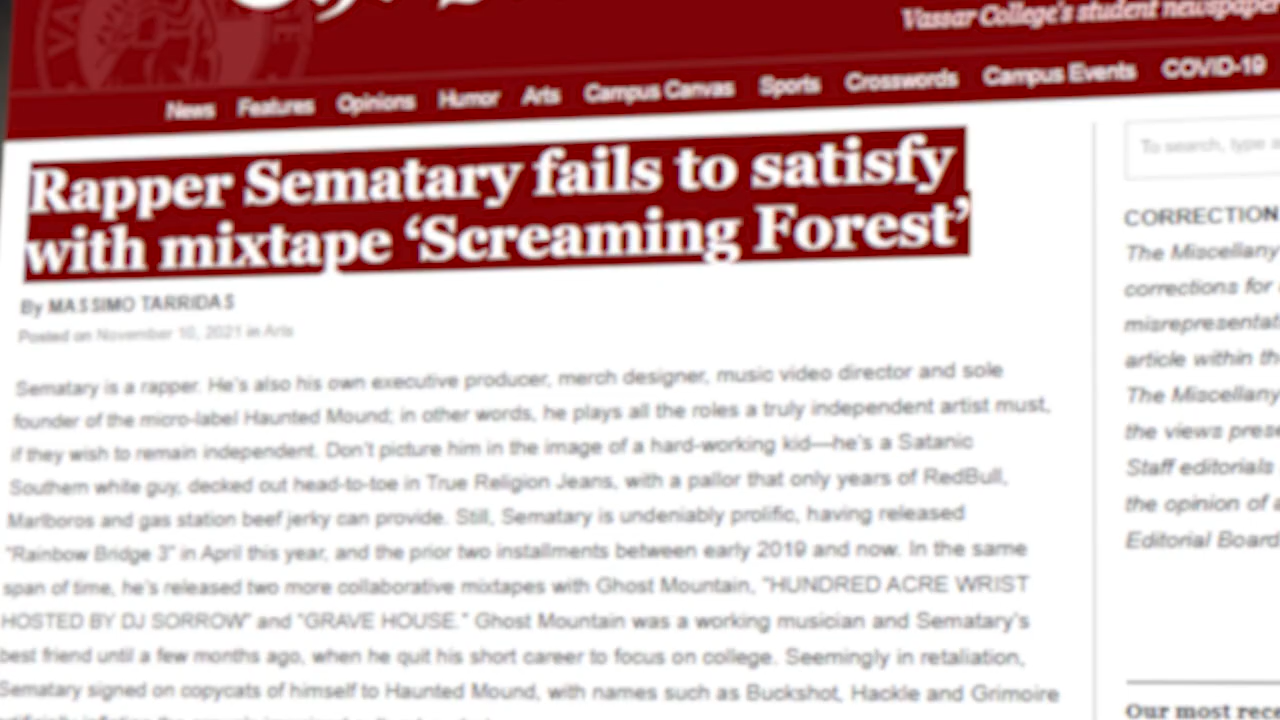 Vassar College's student newspaper
News Features Opinions Humor Arts Campus Canvas Sports Crosswords Campus Events COVID-19
Rapper Sematary fails to satisfy
with mixtape ‘Screaming Forest’
To search, type a
By MASSIMO TARRIDAS
Posted on November 10, 2021 in Arts
Sematary is a rapper. He's also his own executive producer, merch designer, music video director and sole
founder of the micro-label Haunted Mound; in other words, he plays all the roles a truly independent artist must,
if they wish to remain independent. Don't picture him in the image of a hard-working kid—he's a Satanic
Southern white guy, decked out head-to-toe in True Religion Jeans, with a pallor that only years of RedBull,
Marlboros and gas station beef jerky can provide. Still, Sematary is undeniably prolific, having released
"Rainbow Bridge 3" in April this year, and the prior two installments between early 2019 and now. In the same
span of time, he's released two more collaborative mixtapes with Ghost Mountain, "HUNDRED ACRE WRIST
HOSTED BY DJ SORROW" and "GRAVE HOUSE." Ghost Mountain was a working musician and Sematary's
best friend until a few months ago, when he quit his short career to focus on college. Seemingly in retaliation,
Sematary signed on copycats of himself to Haunted Mound, with names such as Buckshot, Hackle and Grimoire
CORRECTION
The Miscellany
corrections for
misrepresentat
article within th
The Miscellany
the views prese
Staff editorials
the opinion of
Editorial Board
Our most rece